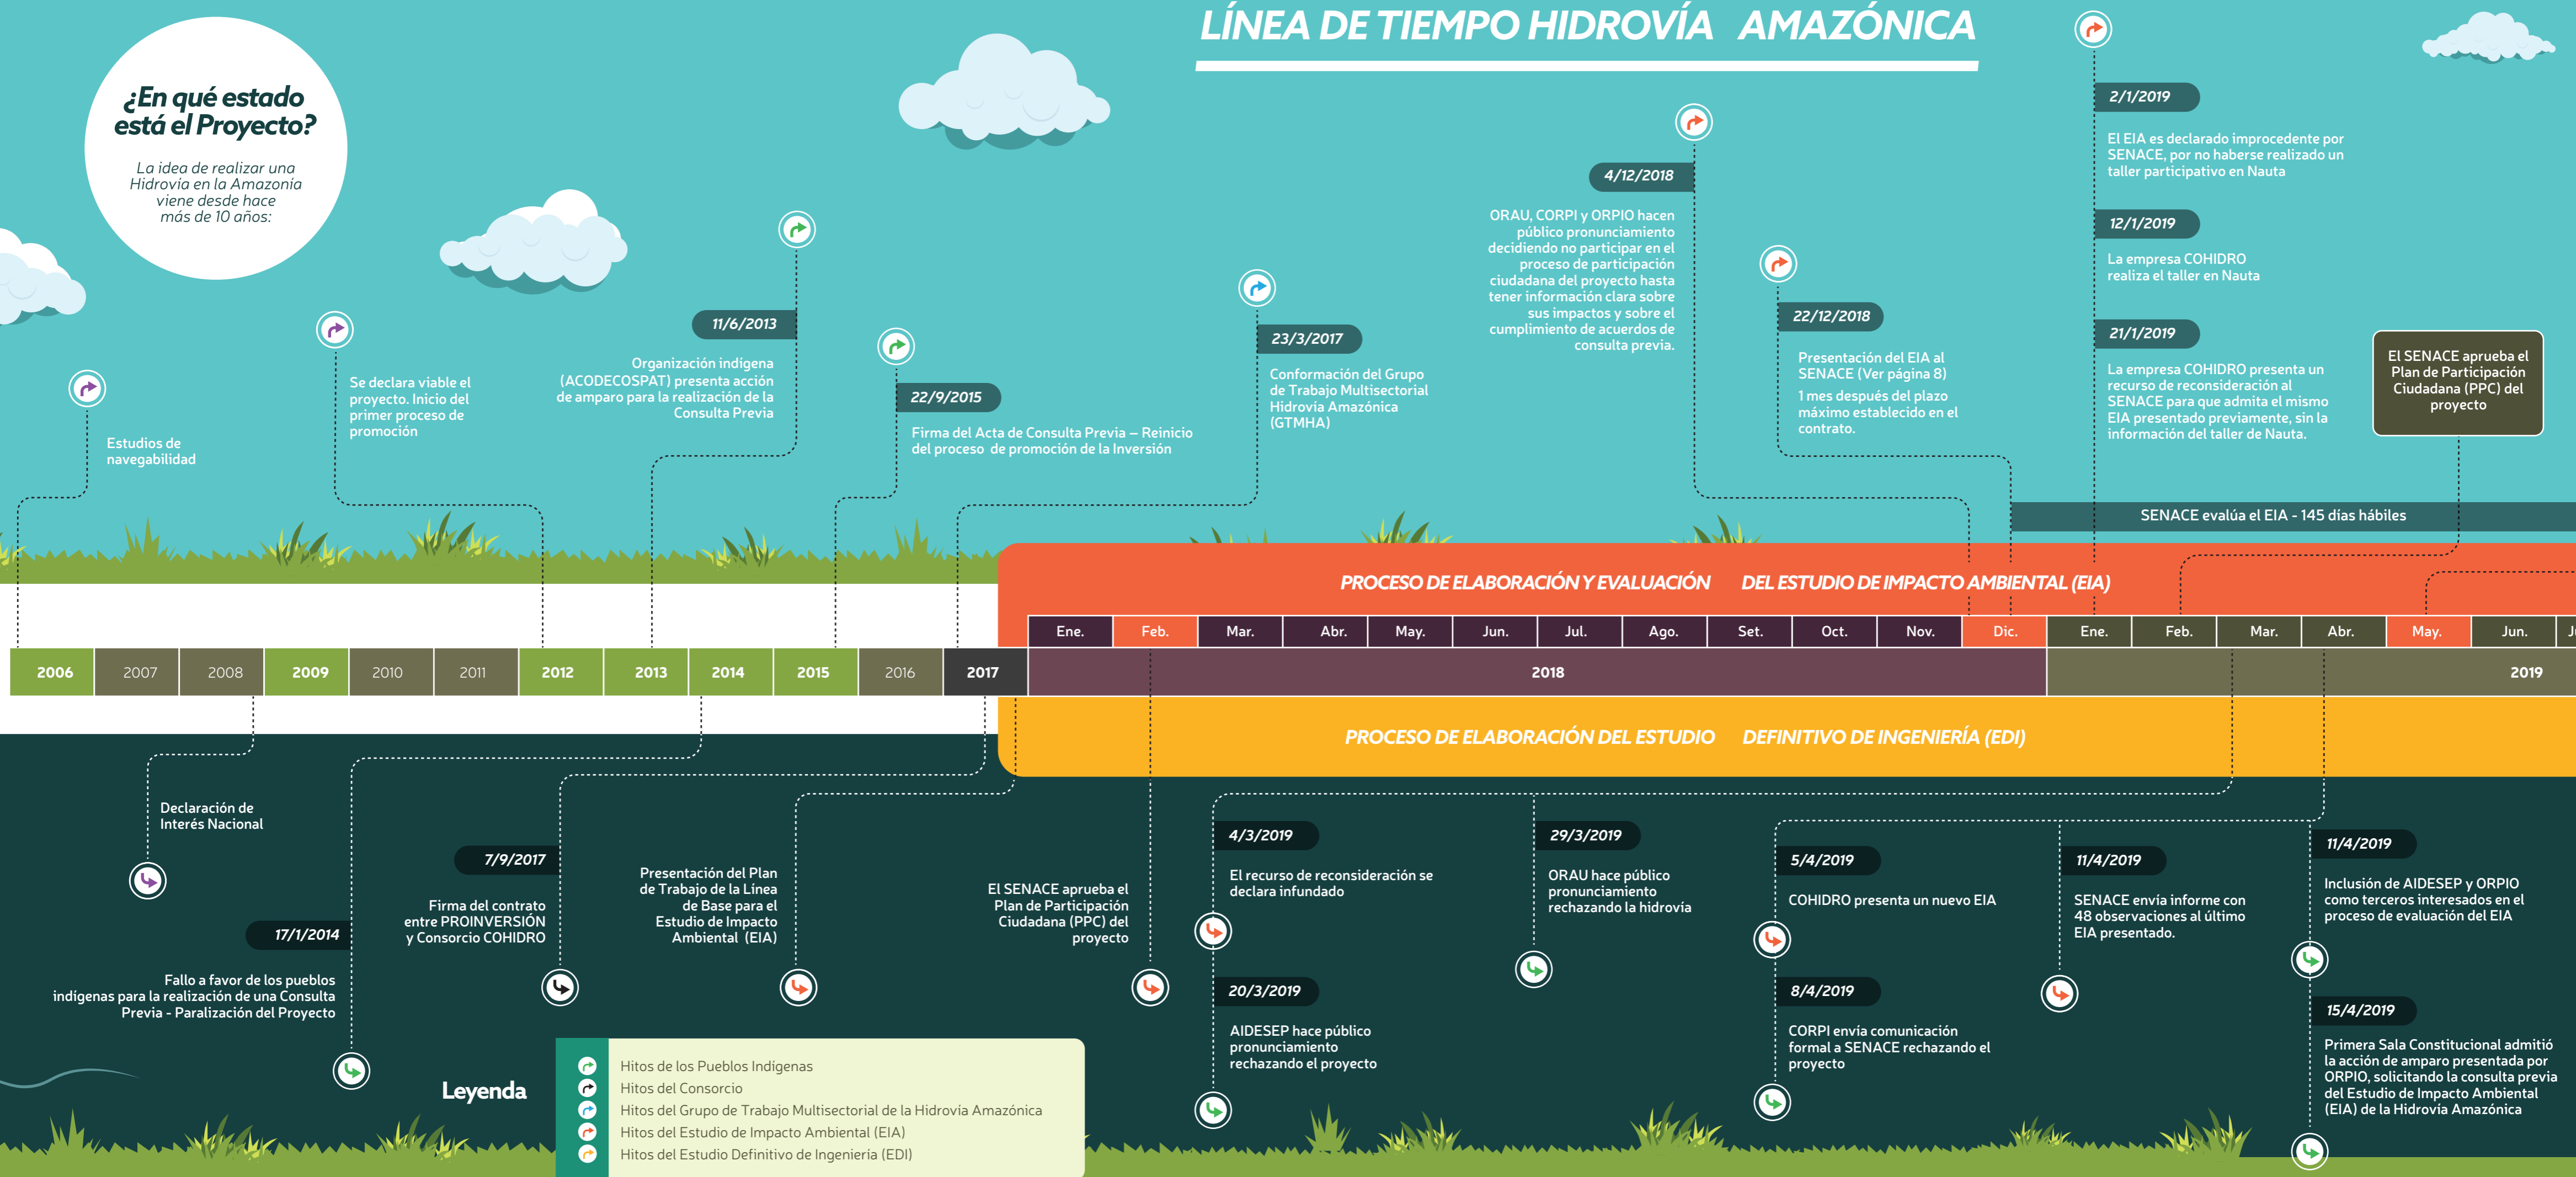 LÍNEA DE TIEMPO HIDROVÍA AMAZÓNICA
¿En qué estado
está el Proyecto?
La idea de realizar una
Hidrovía en la Amazonía
viene desde hace
más de 10 años:
Estudios de
navegabilidad
Se declara viable el
proyecto. Inicio del
primer proceso de
promoción
11/6/2013
Organización indígena
(ACODECOSPAT) presenta acción
de amparo para la realización de la
Consulta Previa
22/9/2015
Firma del Acta de Consulta Previa – Reinicio
del proceso de promoción de la Inversión
23/3/2017
Conformación del Grupo
de Trabajo Multisectorial
Hidrovía Amazónica
(GTMHA)
4/12/2018
ORAU, CORPI y ORPIO hacen
público pronunciamiento
decidiendo no participar en el
proceso de participación
ciudadana del proyecto hasta
tener información clara sobre
sus impactos y sobre el
cumplimiento de acuerdos de
consulta previa.
22/12/2018
Presentación del EIA al
SENACE (Ver página 8)
1 mes después del plazo
máximo establecido en el
contrato.
2/1/2019
El EIA es declarado improcedente por
SENACE, por no haberse realizado un
taller participativo en Nauta
12/1/2019
La empresa COHIDRO
realiza el taller en Nauta
21/1/2019
La empresa COHIDRO presenta un
recurso de reconsideración al
SENACE para que admita el mismo
EIA presentado previamente, sin la
información del taller de Nauta.
El SENACE aprueba el
Plan de Participación
Ciudadana (PPC) del
proyecto
SENACE evalúa el EIA - 145 días hábiles
PROCESO DE ELABORACIÓN Y EVALUACIÓN DEL ESTUDIO DE IMPACTO AMBIENTAL (EIA)
Ene. Feb. Mar. Abr. May. Jun. Jul. Ago. Set. Oct. Nov. Dic. Ene. Feb. Mar. Abr. May. Jun.
2006 2007 2008 2009 2010 2011 2012 2013 2014 2015 2016 2017 2018 2019
PROCESO DE ELABORACIÓN DEL ESTUDIO DEFINITIVO DE INGENIERÍA (EDI)
Declaración de
Interés Nacional
17/1/2014
Fallo a favor de los pueblos
indígenas para la realización de una Consulta
Previa - Paralización del Proyecto
7/9/2017
Firma del contrato
entre PROINVERSIÓN
y Consorcio COHIDRO
Presentación del Plan
de Trabajo de la Línea
de Base para el
Estudio de Impacto
Ambiental (EIA)
El SENACE aprueba el
Plan de Participación
Ciudadana (PPC) del
proyecto
4/3/2019
El recurso de reconsideración se
declara infundado
20/3/2019
AIDESEP hace público
pronunciamiento
rechazando el proyecto
29/3/2019
ORAU hace público
pronunciamiento
rechazando la hidrovía
5/4/2019
COHIDRO presenta un nuevo EIA
8/4/2019
CORPI envía comunicación
formal a SENACE rechazando el
proyecto
11/4/2019
SENACE envía informe con
48 observaciones al último
EIA presentado.
11/4/2019
Inclusión de AIDESEP y ORPIO
como terceros interesados en el
proceso de evaluación del EIA
15/4/2019
Primera Sala Constitucional admitió
la acción de amparo presentada por
ORPIO, solicitando la consulta previa
del Estudio de Impacto Ambiental
(EIA) de la Hidrovía Amazónica
Leyenda
Hitos de los Pueblos Indígenas
Hitos del Consorcio
Hitos del Grupo de Trabajo Multisectorial de la Hidrovía Amazónica
Hitos del Estudio de Impacto Ambiental (EIA)
Hitos del Estudio Definitivo de Ingeniería (EDI)